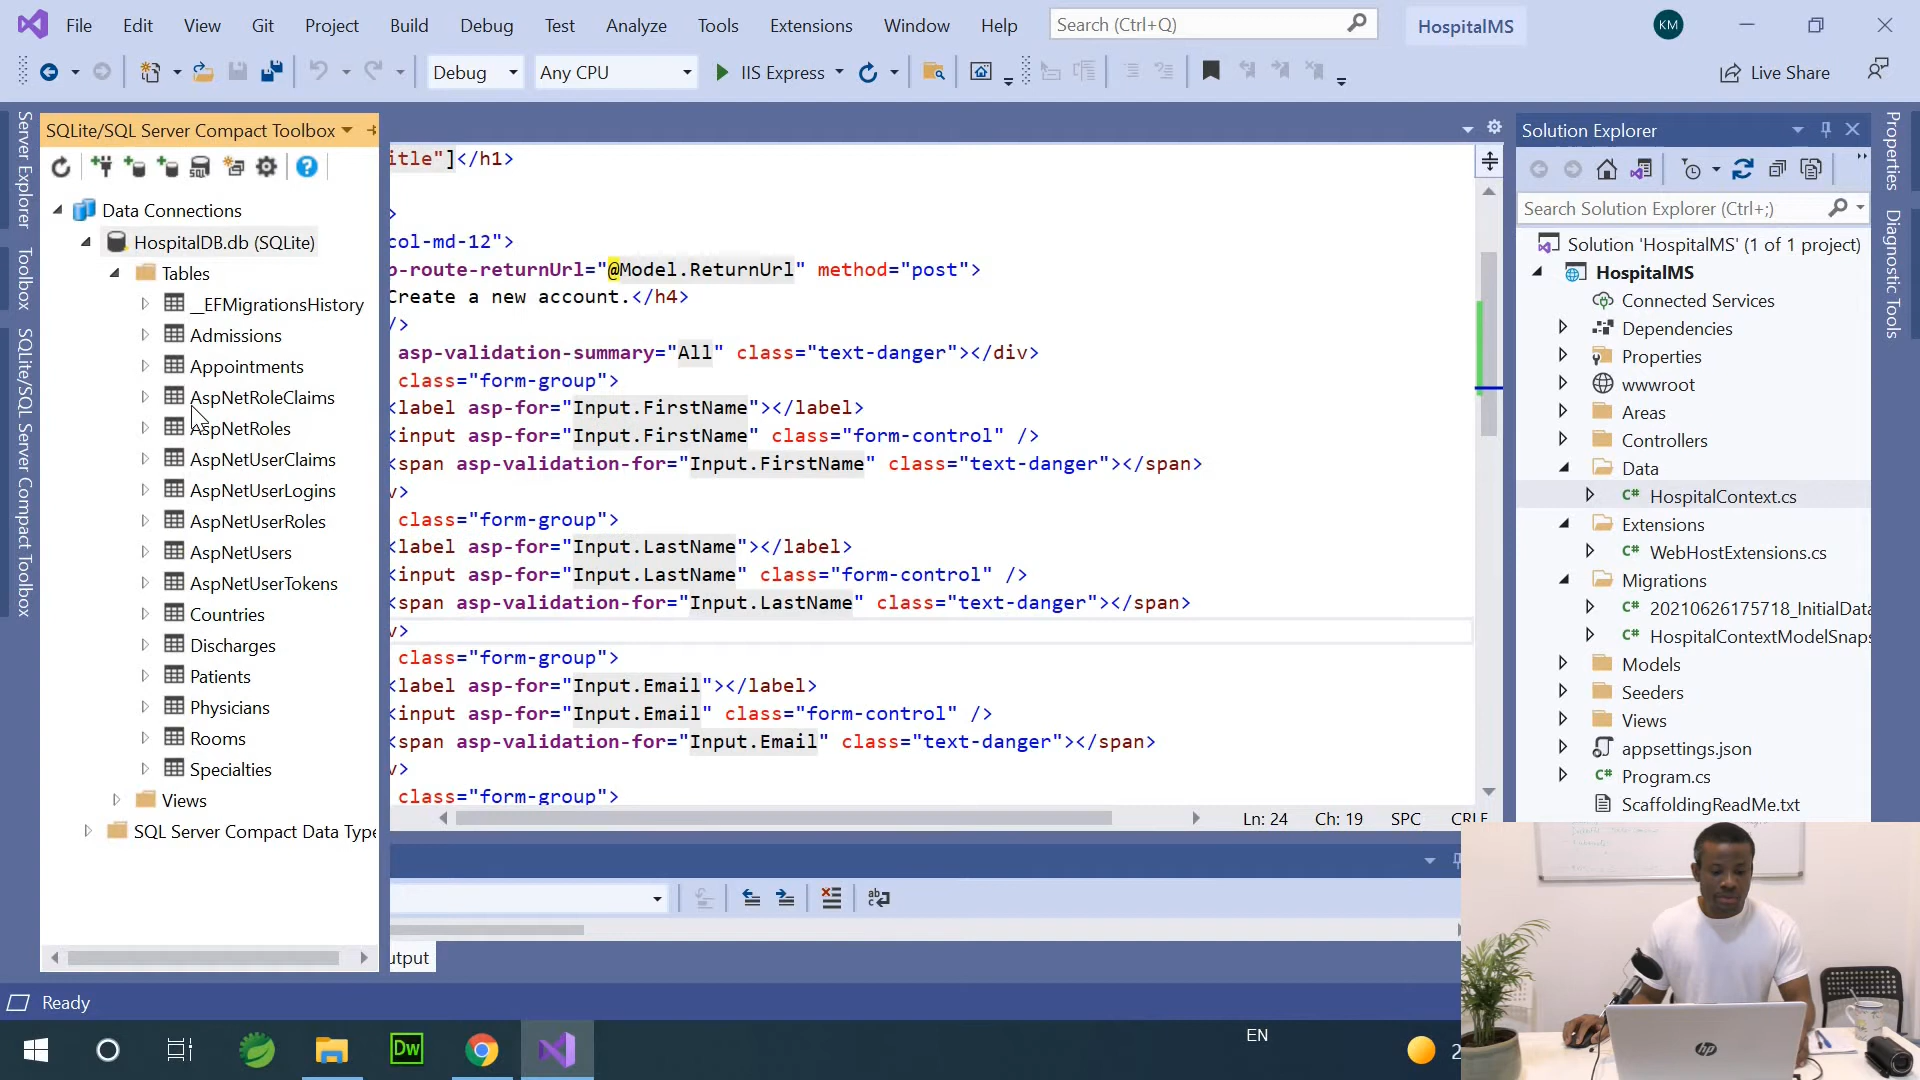 File Edit View Git Project Build Debug Test Analyze Tools Extensions Window Help Search (Ctrl+Q) HospitalMS KM
Debug Any CPU IIS Express Live Share
Server Explorer
Toolbox
SQLite/SQL Server Compact Toolbox
SQLite/SQL Server Compact Toolbox
Data Connections
HospitalDB.db (SQLite)
Tables
__EFMigrationsHistory
Admissions
Appointments
AspNetRoleClaims
AspNetRoles
AspNetUserClaims
AspNetUserLogins
AspNetUserRoles
AspNetUsers
AspNetUserTokens
Countries
Discharges
Patients
Physicians
Rooms
Specialties
Views
SQL Server Compact Data Type
itle"]</h1>
>
col-md-12">
p-route-returnUrl="@Model.ReturnUrl" method="post">
Create a new account.</h4>
/>
asp-validation-summary="All" class="text-danger"></div>
class="form-group">
<label asp-for="Input.FirstName"></label>
<input asp-for="Input.FirstName" class="form-control" />
<span asp-validation-for="Input.FirstName" class="text-danger"></span>
v>
class="form-group">
<label asp-for="Input.LastName"></label>
<input asp-for="Input.LastName" class="form-control" />
<span asp-validation-for="Input.LastName" class="text-danger"></span>
v>
class="form-group">
<label asp-for="Input.Email"></label>
<input asp-for="Input.Email" class="form-control" />
<span asp-validation-for="Input.Email" class="text-danger"></span>
v>
class="form-group">
Ln: 24 Ch: 19 SPC CRLF
utput
Solution Explorer
Search Solution Explorer (Ctrl+;)
Solution 'HospitalMS' (1 of 1 project)
HospitalMS
Connected Services
Dependencies
Properties
wwwroot
Areas
Controllers
Data
C# HospitalContext.cs
Extensions
C# WebHostExtensions.cs
Migrations
C# 20210626175718_InitialData
C# HospitalContextModelSnaps
Models
Seeders
Views
appsettings.json
C# Program.cs
ScaffoldingReadMe.txt
Properties
Diagnostic Tools
Ready
Dw
EN
2
hp